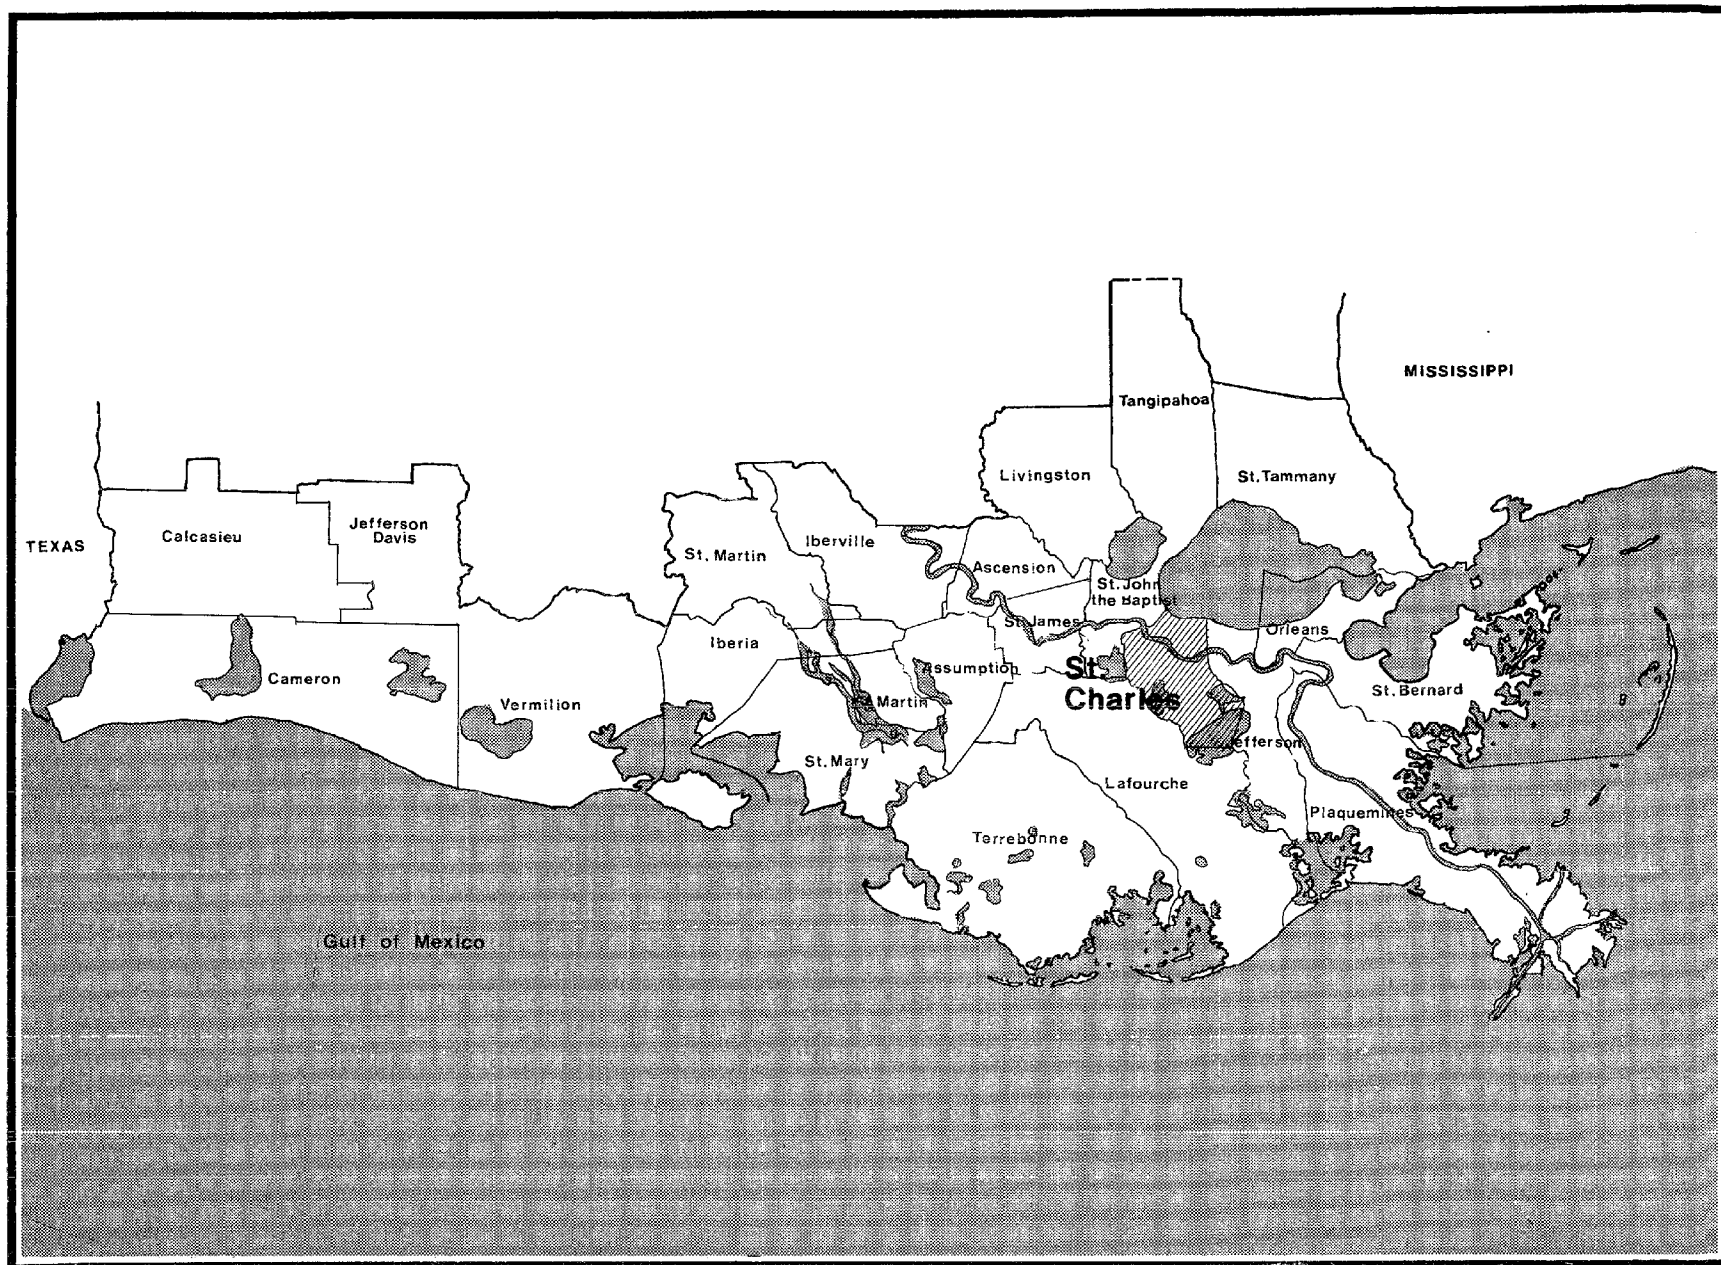 MISSISSIPPI
Tangipahoa
Livingston
St. Tammany
Jefferson
Davis
Calcasieu
TEXAS
Iberville
St. Martin
Ascension
St. John
the Baptist
St. James
Orleans
Iberia
Assumption
St.
Charles
Cameron
Vermilion
Martin
St. Bernard
Jefferson
St. Mary
Lafourche
Plaquemines
Terrebonne
Gulf of Mexico